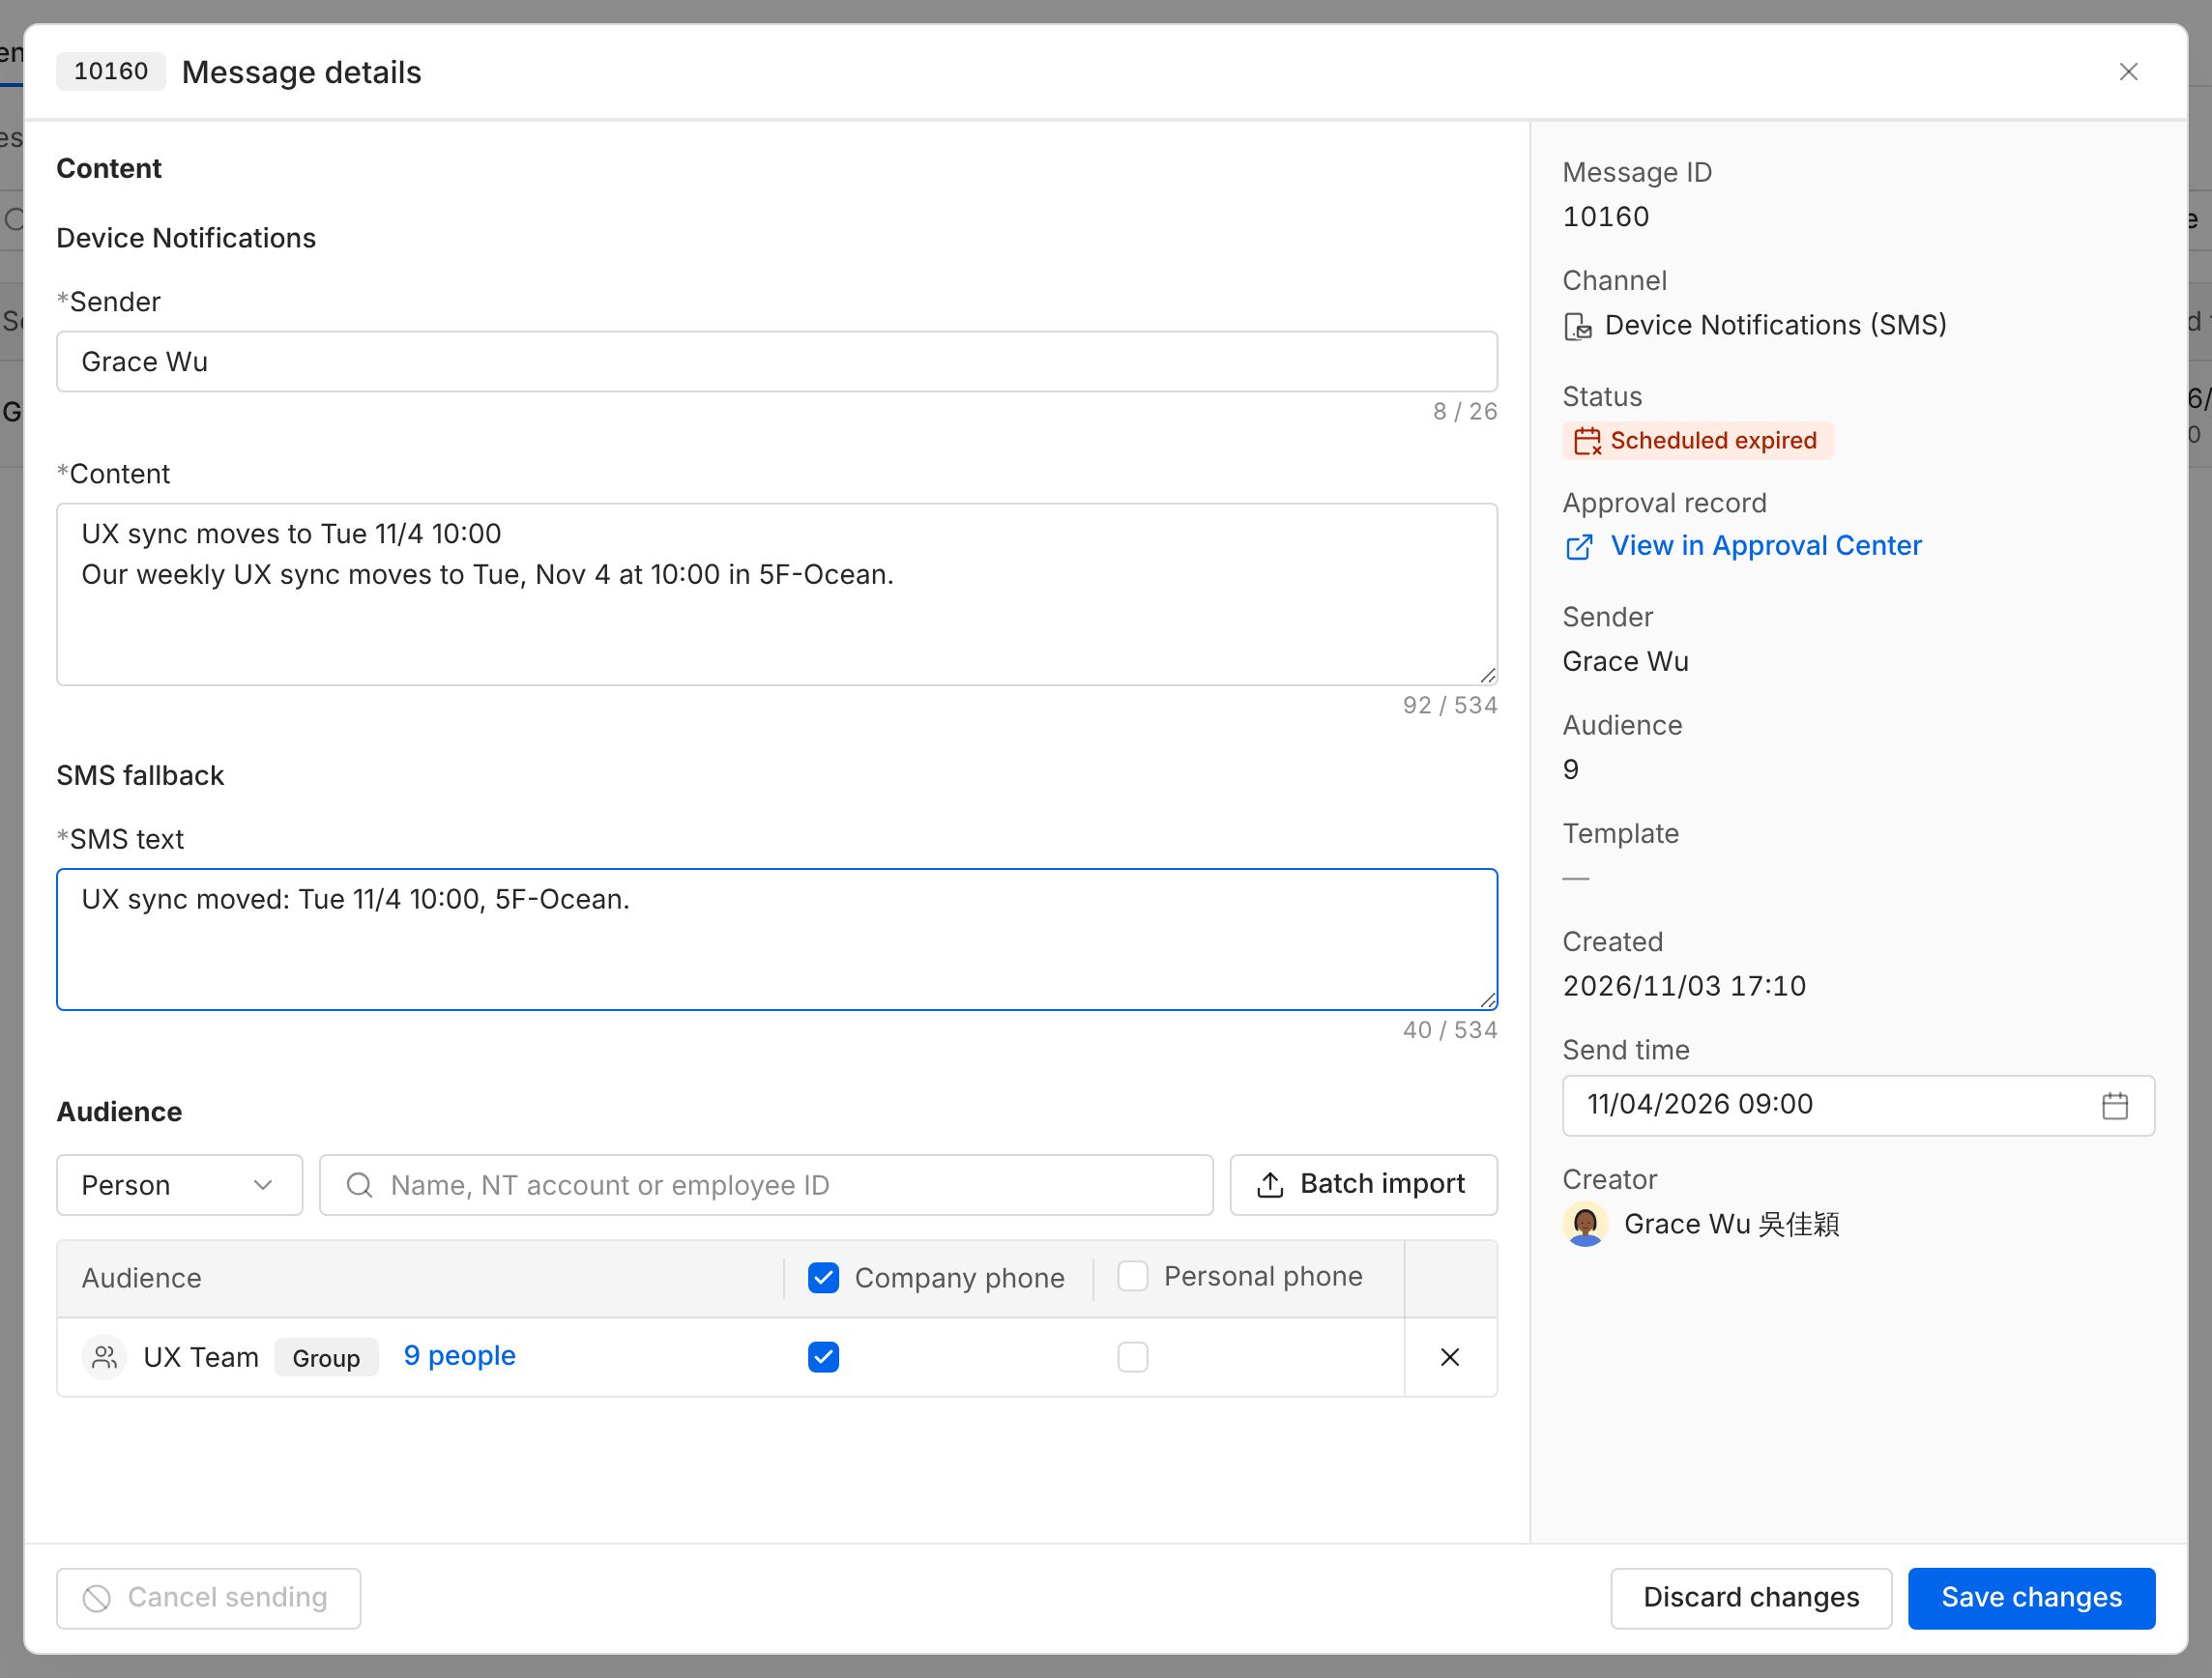 10160 Message details
Content
Device Notifications
*Sender
Grace Wu
8 / 26
*Content
UX sync moves to Tue 11/4 10:00
Our weekly UX sync moves to Tue, Nov 4 at 10:00 in 5F-Ocean.
92 / 534
SMS fallback
*SMS text
UX sync moved: Tue 11/4 10:00, 5F-Ocean.
40 / 534
Audience
Person
Name, NT account or employee ID
Batch import
Audience
Company phone
Personal phone
UX Team Group 9 people
Message ID
10160
Channel
Device Notifications (SMS)
Status
Scheduled expired
Approval record
View in Approval Center
Sender
Grace Wu
Audience
9
Template
—
Created
2026/11/03 17:10
Send time
11/04/2026 09:00
Creator
Grace Wu 吳佳穎
Cancel sending
Discard changes
Save changes